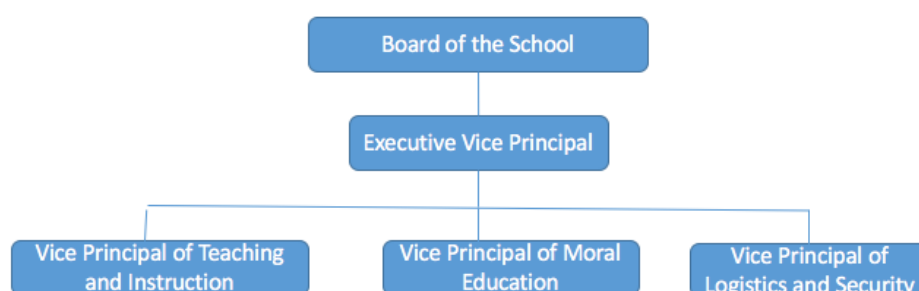 Board of the School
Executive Vice Principal
Vice Principal of Teaching
and Instruction
Vice Principal of Moral
Education
Vice Principal of
Logistics and Security